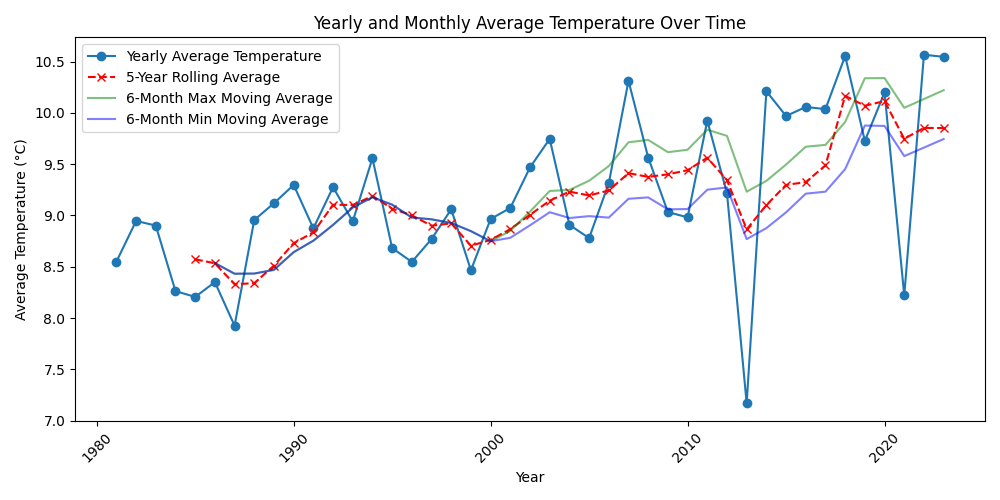 Yearly and Monthly Average Temperature Over Time
Yearly Average Temperature
5-Year Rolling Average
6-Month Max Moving Average
6-Month Min Moving Average
Average Temperature (°C)
10.5
10.0
9.5
9.0
8.5
8.0
7.5
7.0
1980
1990
2000
2010
2020
Year